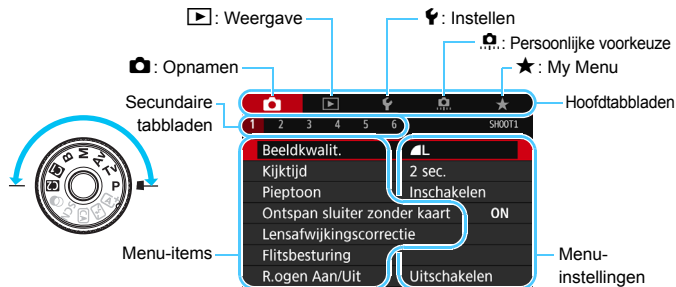 : Weergave
: Instellen
: Persoonlijke voorkeuze
: Opnamen
: My Menu
Secundaire tabbladen
Hoofdtabbladen
1 2 3 4 5 6 SHOOT1
Beeldkwalit. L
Kijktijd 2 sec.
Pieptoon Inschakelen
Ontspan sluiter zonder kaart ON
Lensafwijkingscorrectie
Flitsbesturing
R.ogen Aan/Uit Uitschakelen
Menu-items
Menu-
instellingen
B M Av Tv P